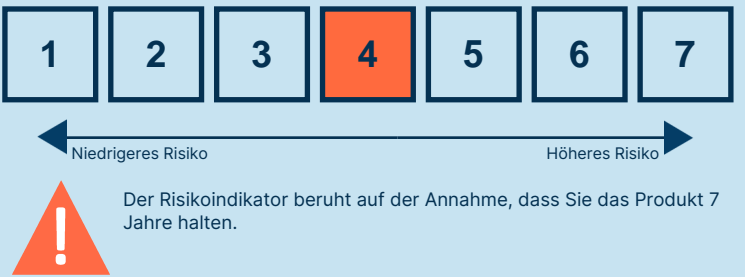 1 2 3 4 5 6 7
Niedrigeres Risiko Höheres Risiko
Der Risikoindikator beruht auf der Annahme, dass Sie das Produkt 7
Jahre halten.